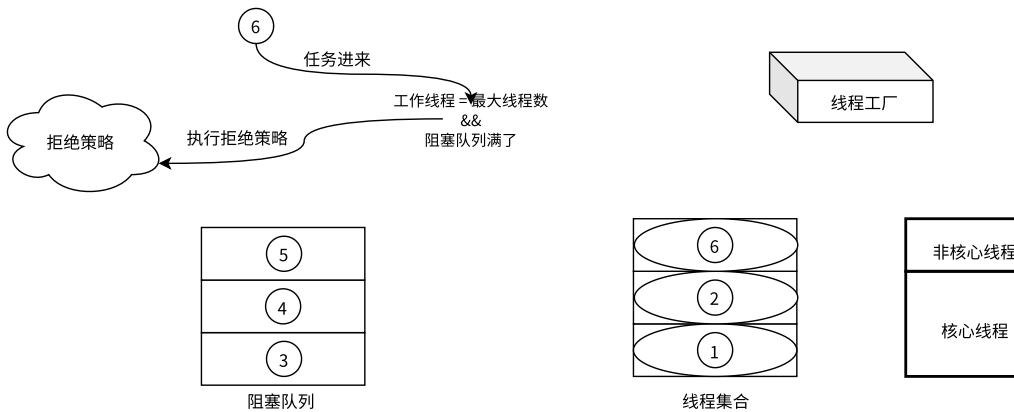 6
任务进来
工作线程 = 最大线程数
&&
阻塞队列满了
线程工厂
拒绝策略
执行拒绝策略
5
4
3
阻塞队列
6
2
1
线程集合
非核心线程
核心线程